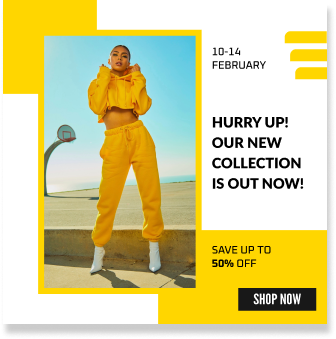 10-14
FEBRUARY
HURRY UP!
OUR NEW
COLLECTION
IS OUT NOW!
SAVE UP TO
50% OFF
SHOP NOW